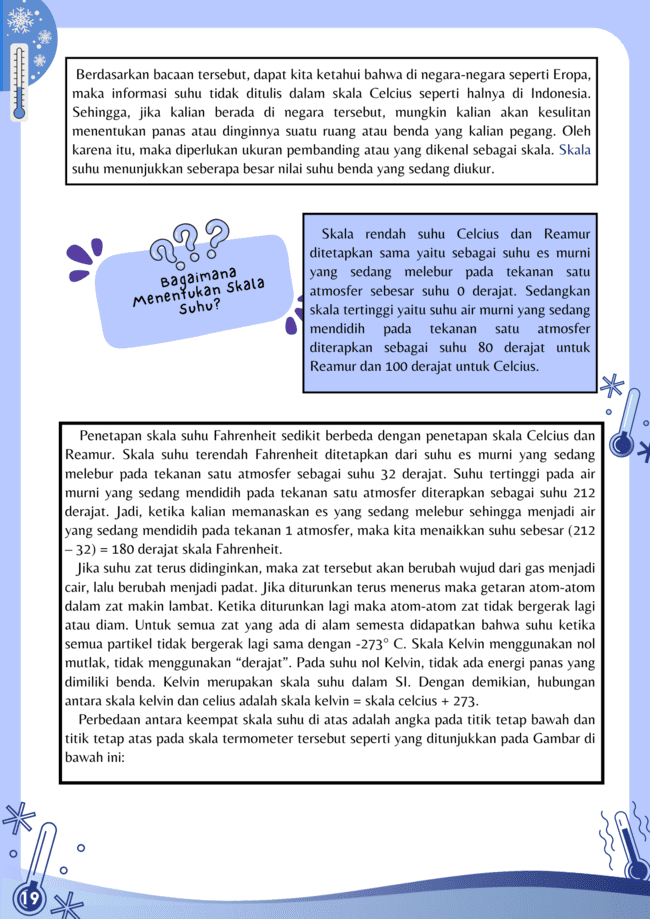 Berdasarkan bacaan tersebut, dapat kita ketahui bahwa di negara-negara seperti Eropa,
maka informasi suhu tidak ditulis dalam skala Celcius seperti halnya di Indonesia.
Sehingga, jika kalian berada di negara tersebut, mungkin kalian akan kesulitan
menentukan panas atau dinginnya suatu ruang atau benda yang kalian pegang. Oleh
karena itu, maka diperlukan ukuran pembanding atau yang dikenal sebagai skala. Skala
suhu menunjukkan seberapa besar nilai suhu benda yang sedang diukur.
???
Bagaimana
Menentukan Skala
Suhu?
Skala rendah suhu Celcius dan Reamur
ditetapkan sama yaitu sebagai suhu es murni
yang sedang melebur pada tekanan satu
atmosfer sebesar suhu 0 derajat. Sedangkan
skala tertinggi yaitu suhu air murni yang sedang
mendidih pada tekanan satu atmosfer
diterapkan sebagai suhu 80 derajat untuk
Reamur dan 100 derajat untuk Celcius.
Penetapan skala suhu Fahrenheit sedikit berbeda dengan penetapan skala Celcius dan
Reamur. Skala suhu terendah Fahrenheit ditetapkan dari suhu es murni yang sedang
melebur pada tekanan satu atmosfer sebagai suhu 32 derajat. Suhu tertinggi pada air
murni yang sedang mendidih pada tekanan satu atmosfer diterapkan sebagai suhu 212
derajat. Jadi, ketika kalian memanaskan es yang sedang melebur sehingga menjadi air
yang sedang mendidih pada tekanan 1 atmosfer, maka kita menaikkan suhu sebesar (212
– 32) = 180 derajat skala Fahrenheit.
Jika suhu zat terus didinginkan, maka zat tersebut akan berubah wujud dari gas menjadi
cair, lalu berubah menjadi padat. Jika diturunkan terus menerus maka getaran atom-atom
dalam zat makin lambat. Ketika diturunkan lagi maka atom-atom zat tidak bergerak lagi
atau diam. Untuk semua zat yang ada di alam semesta didapatkan bahwa suhu ketika
semua partikel tidak bergerak lagi sama dengan -273° C. Skala Kelvin menggunakan nol
mutlak, tidak menggunakan “derajat”. Pada suhu nol Kelvin, tidak ada energi panas yang
dimiliki benda. Kelvin merupakan skala suhu dalam SI. Dengan demikian, hubungan
antara skala kelvin dan celius adalah skala kelvin = skala celcius + 273.
Perbedaan antara keempat skala suhu di atas adalah angka pada titik tetap bawah dan
titik tetap atas pada skala termometer tersebut seperti yang ditunjukkan pada Gambar di
bawah ini:
19